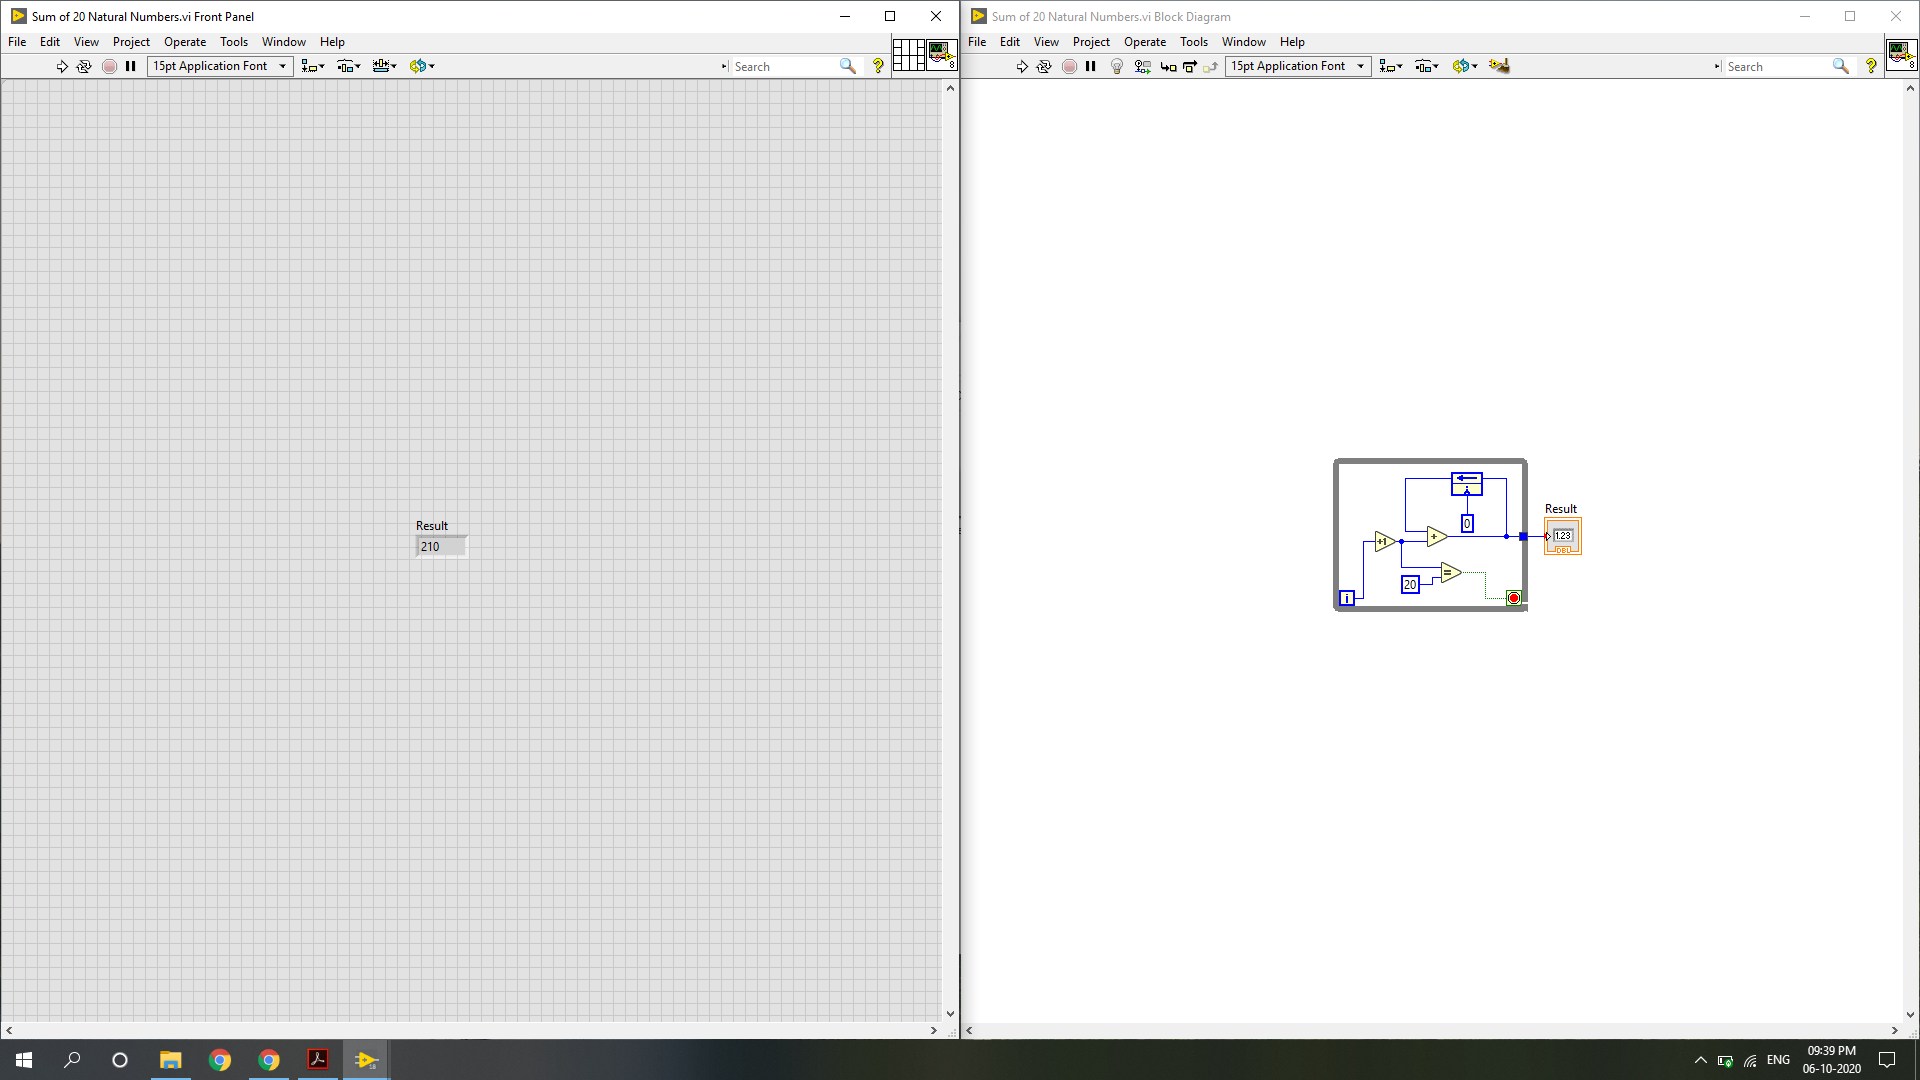 Sum of 20 Natural Numbers.vi Front Panel
File Edit View Project Operate Tools Window Help
15pt Application Font
Search
8
Result
210
Sum of 20 Natural Numbers.vi Block Diagram
File Edit View Project Operate Tools Window Help
15pt Application Font
Search
8
0
+1
+
=
20
i
Result
1.23
DBL
ENG
09:39 PM
06-10-2020